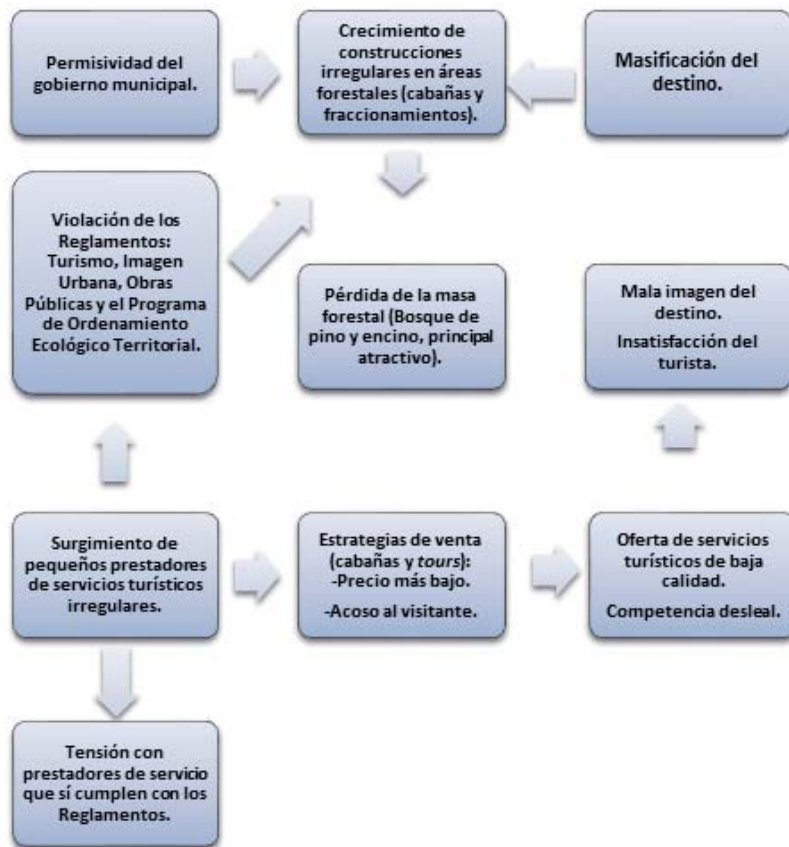 Permisividad del
gobierno municipal.
Crecimiento de
construcciones
irregulares en áreas
forestales (cabañas y
fraccionamientos).
Masificación del
destino.
Violación de los
Reglamentos:
Turismo, Imagen
Urbana, Obras
Públicas y el Programa
de Ordenamiento
Ecológico Territorial.
Pérdida de la masa
forestal (Bosque de
pino y encino, principal
atractivo).
Mala imagen del
destino.
Insatisfacción del
turista.
Surgimiento de
pequeños prestadores
de servicios turísticos
irregulares.
Estrategias de venta
(cabañas y tours):
-Precio más bajo.
-Acoso al visitante.
Oferta de servicios
turísticos de baja
calidad.
Competencia desleal.
Tensión con
prestadores de servicio
que sí cumplen con los
Reglamentos.